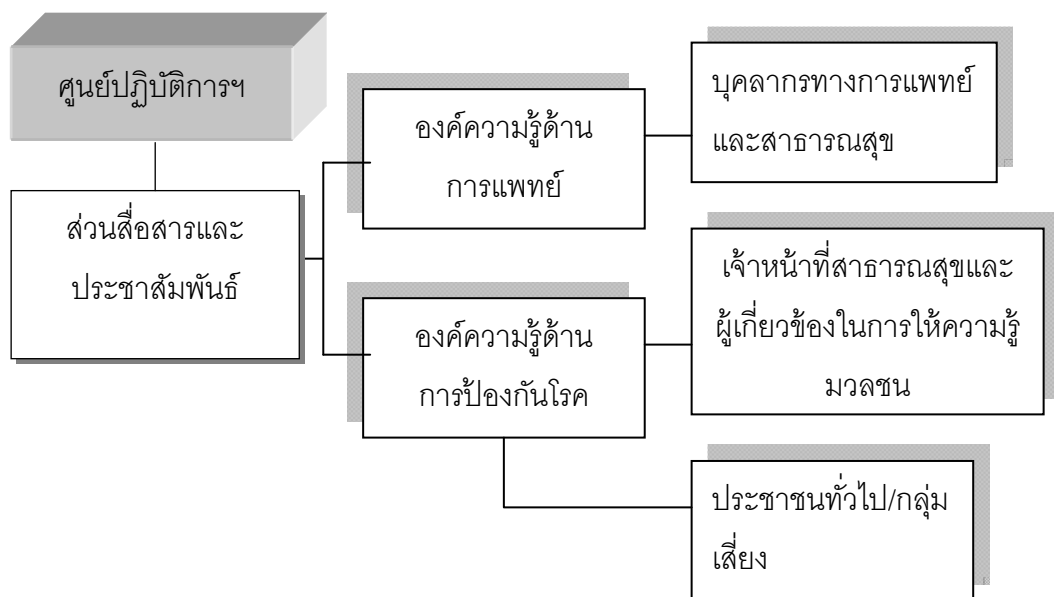 ศูนย์ปฏิบัติการฯ
ส่วนสื่อสารและ
ประชาสัมพันธ์
องค์ความรู้ด้าน
การแพทย์
บุคลากรทางการแพทย์
และสาธารณสุข
องค์ความรู้ด้าน
การป้องกันโรค
เจ้าหน้าที่สาธารณสุขและ
ผู้เกี่ยวข้องในการให้ความรู้
มวลชน
ประชาชนทั่วไป/กลุ่ม
เสี่ยง